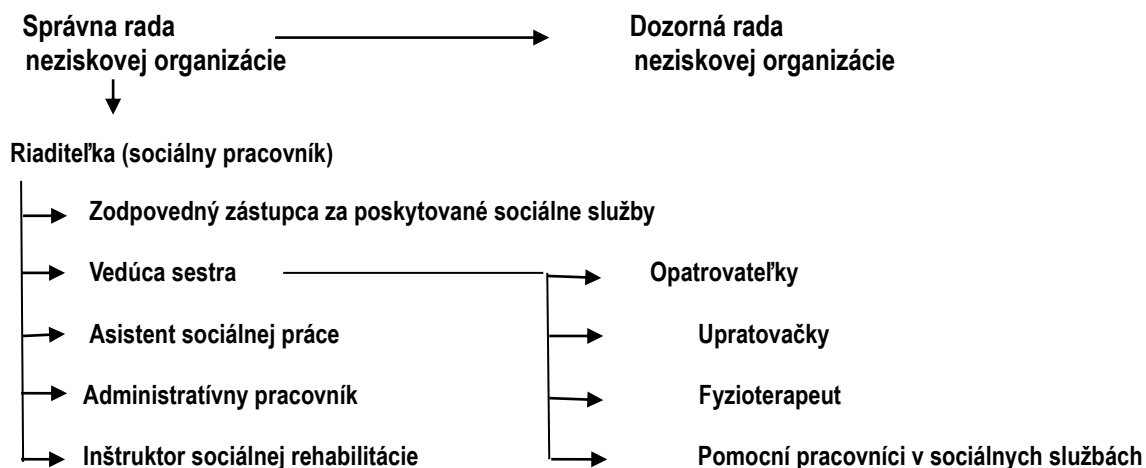 Správna rada
neziskovej organizácie
Dozorná rada
neziskovej organizácie
Riaditeľka (sociálny pracovník)
Zodpovedný zástupca za poskytované sociálne služby
Vedúca sestra
Opatrovateľky
Asistent sociálnej práce
Upratovačky
Administratívny pracovník
Fyzioterapeut
Inštruktor sociálnej rehabilitácie
Pomocní pracovníci v sociálnych službách